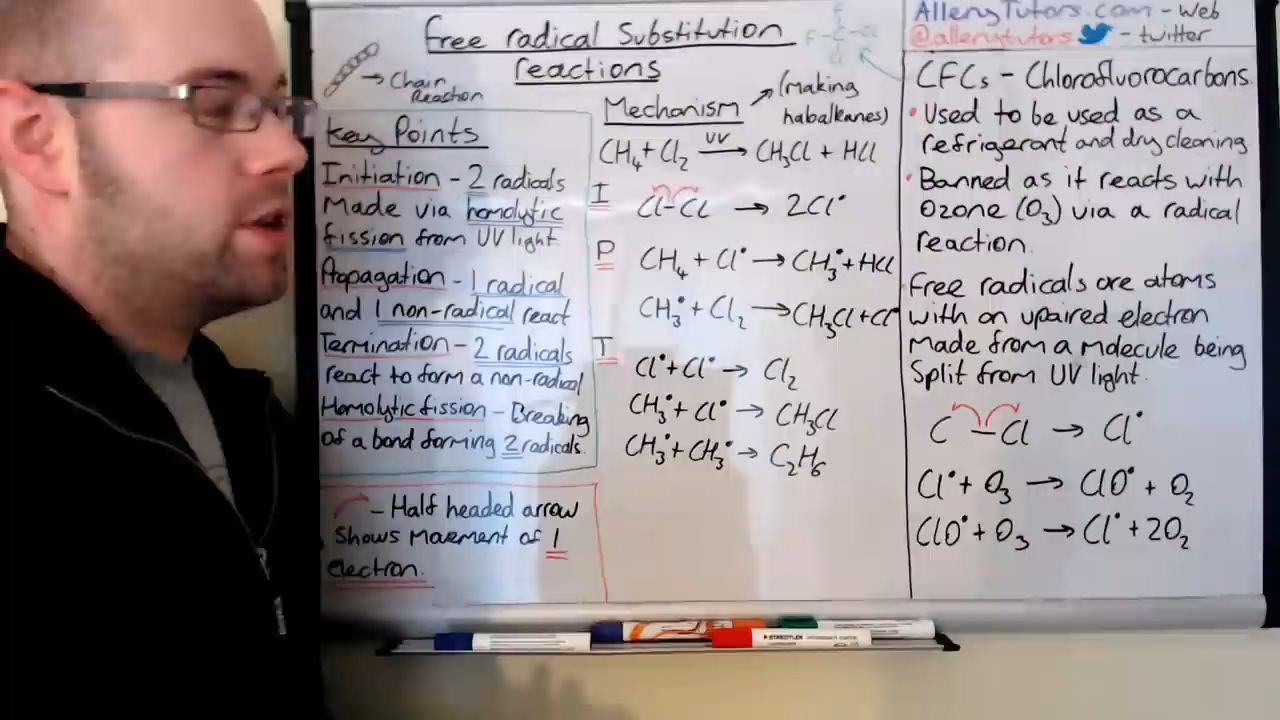 Free radical Substitution
reactions
→ Chain
Reaction
Key Points
Initiation - 2 radicals
Made via homolytic
fission from UV light
Propagation - 1 radical
and 1 non-radical react
Termination - 2 radicals
react to form a non-radical
Homolytic fission - Breaking
of a bond forming 2 radicals.
- Half headed arrow
shows movement of 1
electron.
Mechanism
(making
habalkanes)
CH₄ + Cl₂ UV → CH₃Cl + HCl
I Cl-Cl → 2Cl•
P CH₄ + Cl• → CH₃• + HCl
CH₃• + Cl₂ → CH₃Cl + Cl•
T
Cl• + Cl• → Cl₂
CH₃• + Cl• → CH₃Cl
CH₃• + CH₃• → C₂H₆
F
F-C-Cl
Cl
AlleryTutors.com - Web
@allerytutors - twitter
CFCs - Chlorofluorocarbons
• Used to be used as a
refrigerant and dry cleaning
• Banned as it reacts with
Ozone (O₃) via a radical
reaction.
Free radicals are atoms
with an upaired electron
Made from a molecule being
Split from UV light.
C-Cl → Cl•
Cl• + O₃ → ClO• + O₂
ClO• + O₃ → Cl• + 2O₂
STAEDTLER